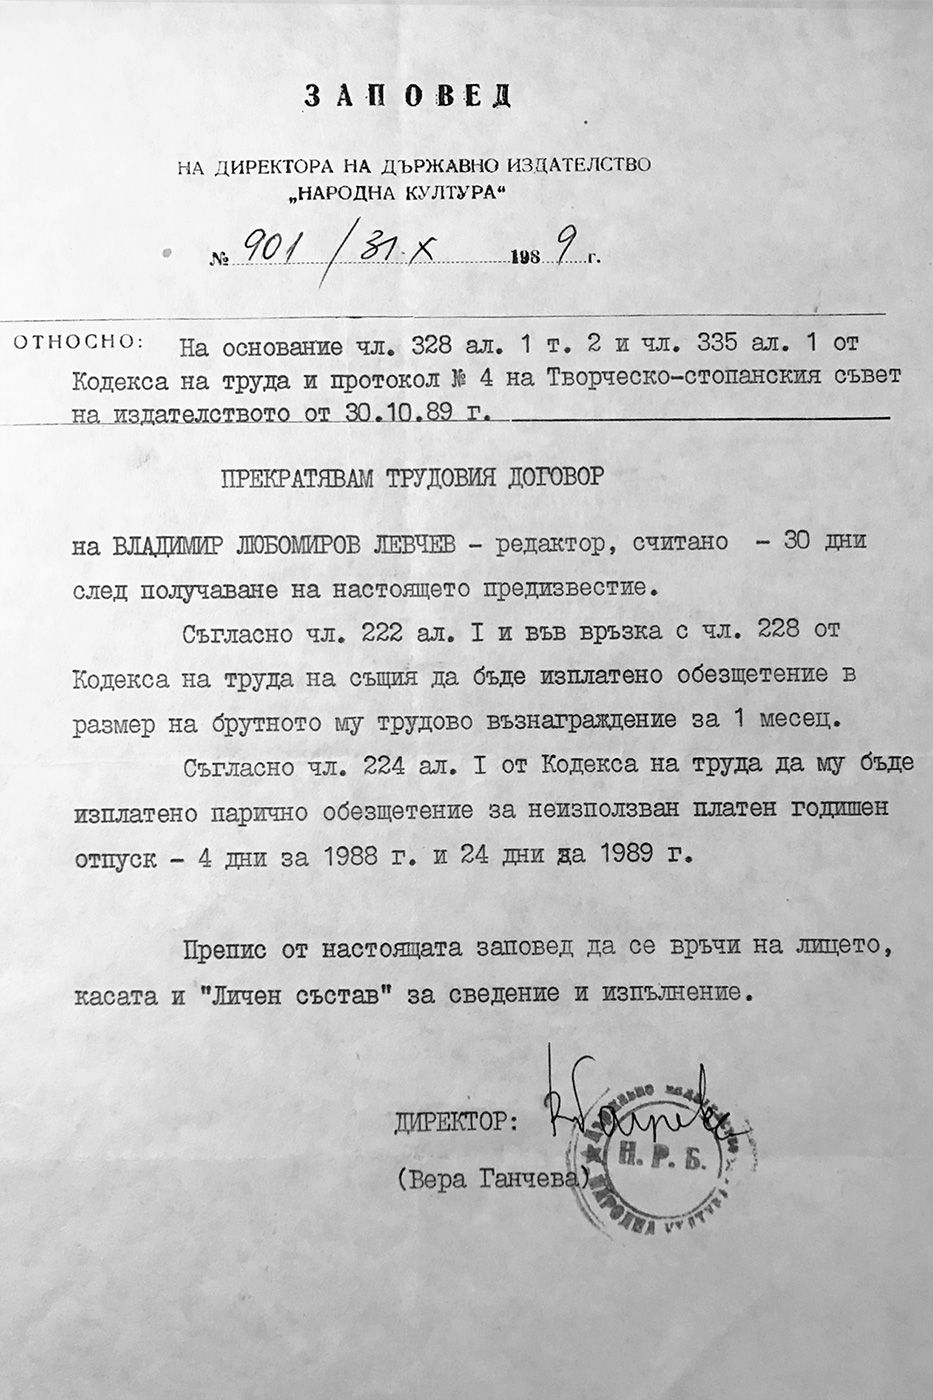 ЗАПОВЕД
НА ДИРЕКТОРА НА ДЪРЖАВНО ИЗДАТЕЛСТВО
„НАРОДНА КУЛТУРА“
№ 901 / 31.X 1989 г.
ОТНОСНО: На основание чл. 328 ал. 1 т. 2 и чл. 335 ал. 1 от
Кодекса на труда и протокол № 4 на Творческо-стопанския съвет
на издателството от 30.10.89 г.
ПРЕКРАТЯВАМ ТРУДОВИЯ ДОГОВОР
на ВЛАДИМИР ЛЮБОМИРОВ ЛЕВЧЕВ - редактор, считано - 30 дни
след получаване на настоящето предизвестие.
Съгласно чл. 222 ал. I и във връзка с чл. 228 от
Кодекса на труда на същия да бъде изплатено обезщетение в
размер на брутното му трудово възнаграждение за 1 месец.
Съгласно чл. 224 ал. I от Кодекса на труда да му бъде
изплатено парично обезщетение за неизползван платен годишен
отпуск - 4 дни за 1988 г. и 24 дни за 1989 г.
Препис от настоящата заповед да се връчи на лицето,
касата и "Личен състав" за сведение и изпълнение.
ДИРЕКТОР:
(Вера Ганчева)
ДЪРЖАВНО ИЗДАТЕЛСТВО
Н. Р. Б.
НАРОДНА КУЛТУРА